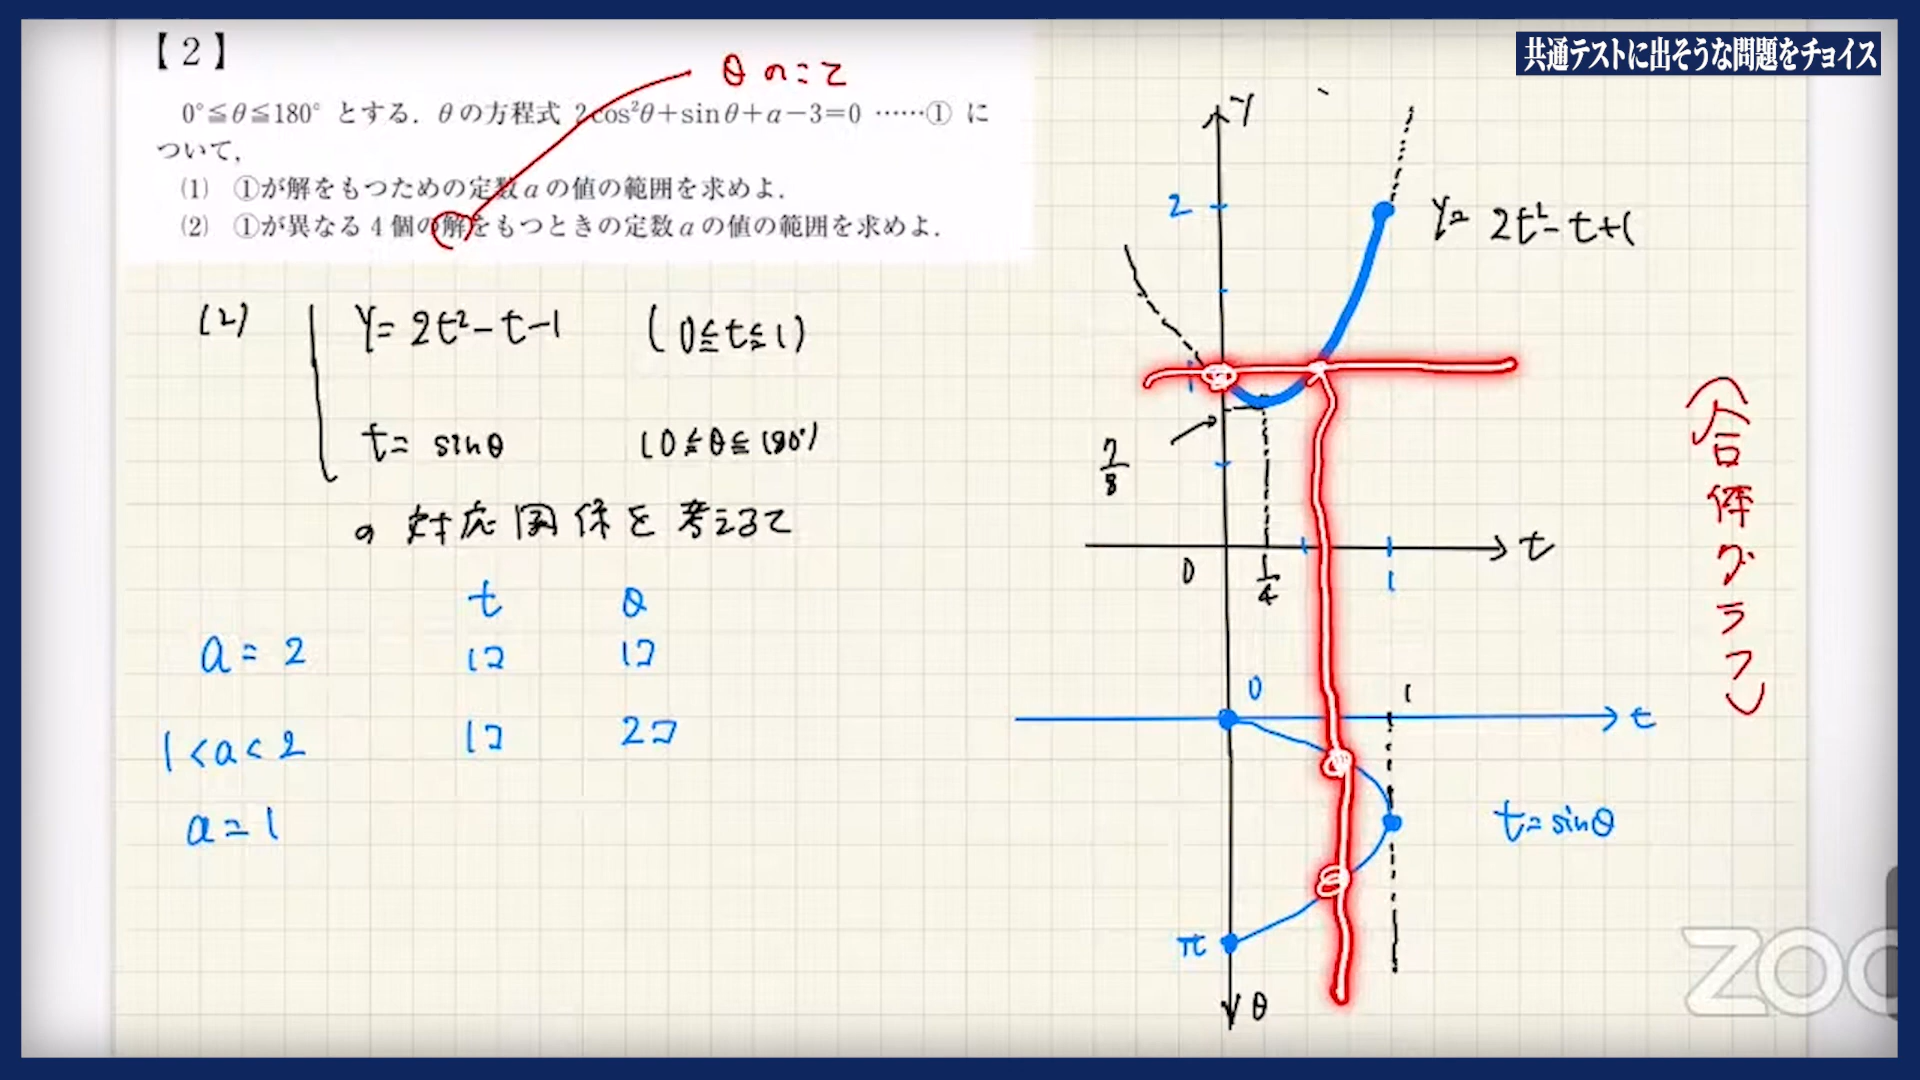 共通テストに出そうな問題をチョイス
【2】
θのこと
0°≦θ≦180° とする. θの方程式 2cos²θ+sinθ+a−3=0 ……① に
ついて,
(1) ①が解をもつための定数aの値の範囲を求めよ.
(2) ①が異なる4個の解をもつときの定数aの値の範囲を求めよ.
(2) y=2t²−t−1 (0≦t≦1)
t=sinθ (0≦θ≦180°)
の対応関係を考えると
t θ
a=2 1コ 1コ
1<a<2 1コ 2コ
a=1
y
2
y=2t²−t+1
1
7/8
0 1/4 1 t
0 1 t
t=sinθ
π
θ
(合体グラフ)
ZOO